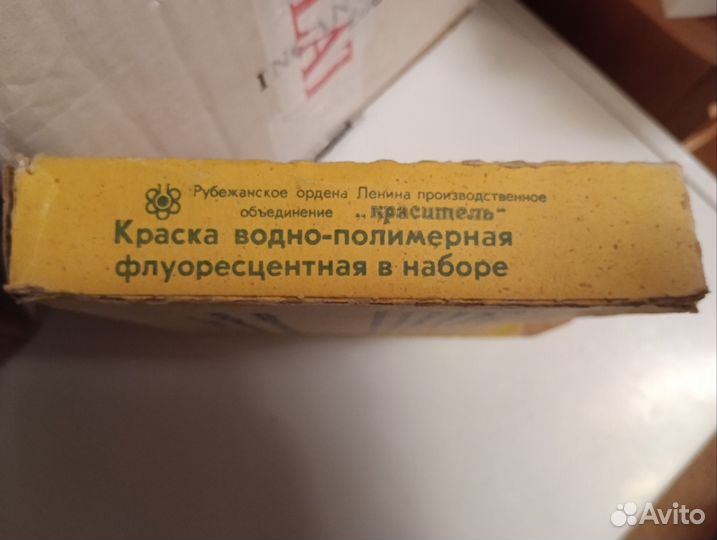 Рубежанское ордена Ленина производственное
объединение „краситель"
Краска водно-полимерная
флуоресцентная в наборе
Avito